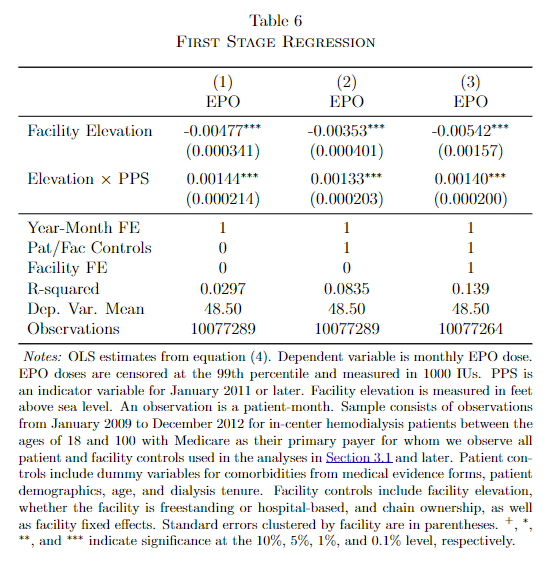 Table 6
First Stage Regression
(1) (2) (3)
EPO EPO EPO
Facility Elevation -0.00477*** -0.00353*** -0.00542***
(0.000341) (0.000401) (0.00157)
Elevation × PPS 0.00144*** 0.00133*** 0.00140***
(0.000214) (0.000203) (0.000200)
Year-Month FE 1 1 1
Pat/Fac Controls 0 1 1
Facility FE 0 0 1
R-squared 0.0297 0.0835 0.139
Dep. Var. Mean 48.50 48.50 48.50
Observations 10077289 10077289 10077264
Notes: OLS estimates from equation (4). Dependent variable is monthly EPO dose.
EPO doses are censored at the 99th percentile and measured in 1000 IUs. PPS is
an indicator variable for January 2011 or later. Facility elevation is measured in feet
above sea level. An observation is a patient-month. Sample consists of observations
from January 2009 to December 2012 for in-center hemodialysis patients between the
ages of 18 and 100 with Medicare as their primary payer for whom we observe all
patient and facility controls used in the analyses in Section 3.1 and later. Patient con-
trols include dummy variables for comorbidities from medical evidence forms, patient
demographics, age, and dialysis tenure. Facility controls include facility elevation,
whether the facility is freestanding or hospital-based, and chain ownership, as well
as facility fixed effects. Standard errors clustered by facility are in parentheses. +, *,
**, and *** indicate significance at the 10%, 5%, 1%, and 0.1% level, respectively.